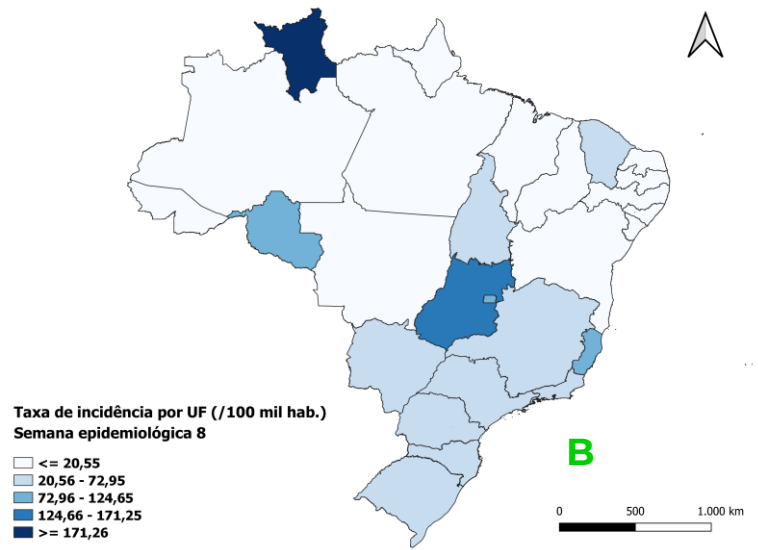 Taxa de incidência por UF (/100 mil hab.)
Semana epidemiológica 8
<= 20,55
20,56 - 72,95
72,96 - 124,65
124,66 - 171,25
>= 171,26
B
0 500 1.000 km